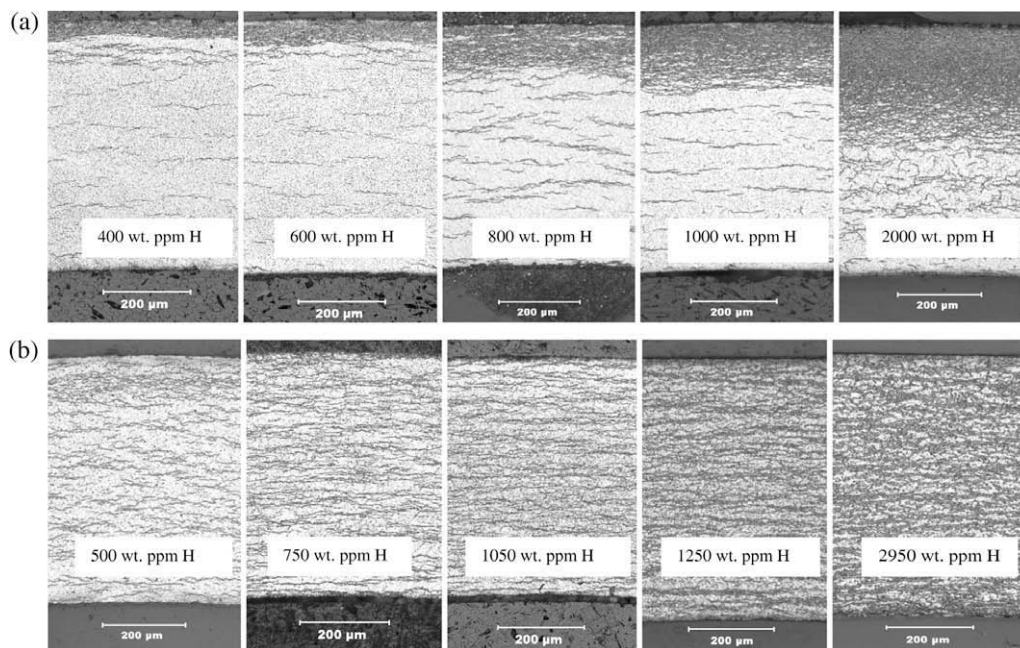 (a)
400 wt. ppm H
600 wt. ppm H
800 wt. ppm H
1000 wt. ppm H
2000 wt. ppm H
200 µm
200 µm
200 µm
200 µm
200 µm
(b)
500 wt. ppm H
750 wt. ppm H
1050 wt. ppm H
1250 wt. ppm H
2950 wt. ppm H
200 µm
200 µm
200 µm
200 µm
200 µm